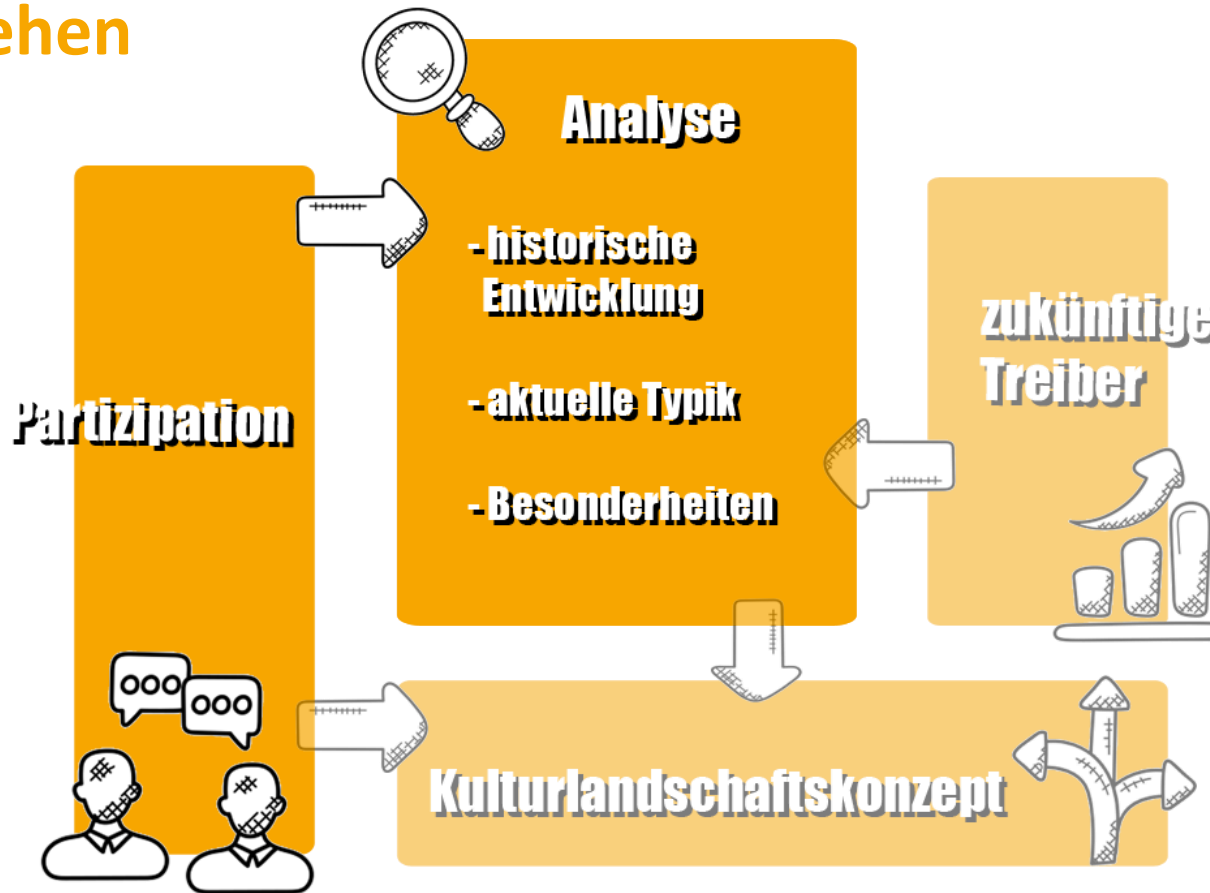 ehen
Analyse
- historische
Entwicklung
- aktuelle Typik
- Besonderheiten
Partizipation
zukünftige
Treiber
Kulturlandschaftskonzept